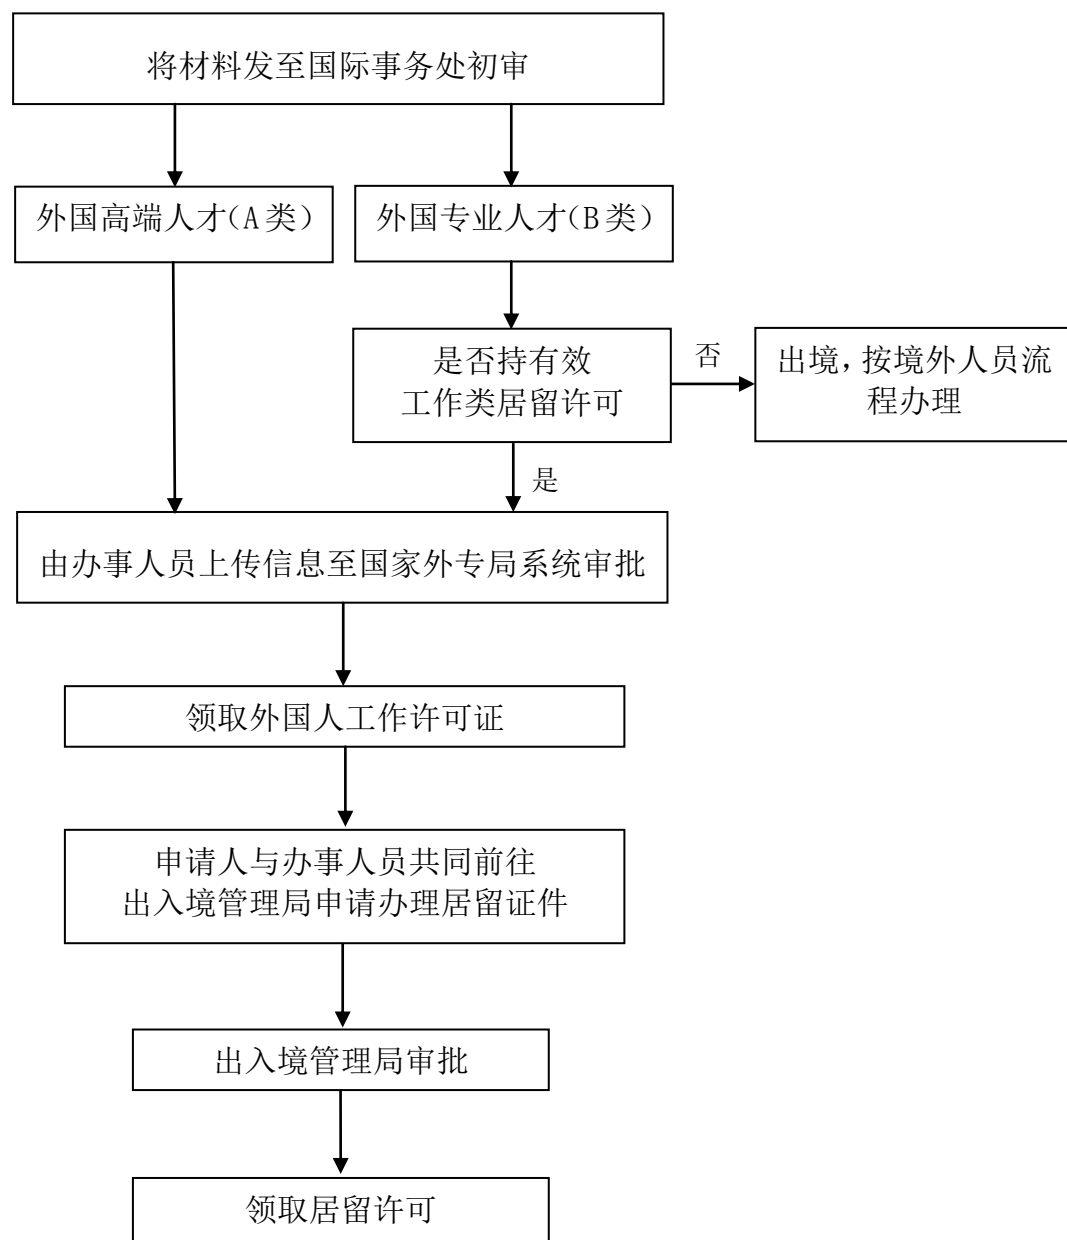 将材料发至国际事务处初审
外国高端人才(A类)
外国专业人才(B类)
是否持有效
工作类居留许可
否
出境,按境外人员流
程办理
是
由办事人员上传信息至国家外专局系统审批
领取外国人工作许可证
申请人与办事人员共同前往
出入境管理局申请办理居留证件
出入境管理局审批
领取居留许可